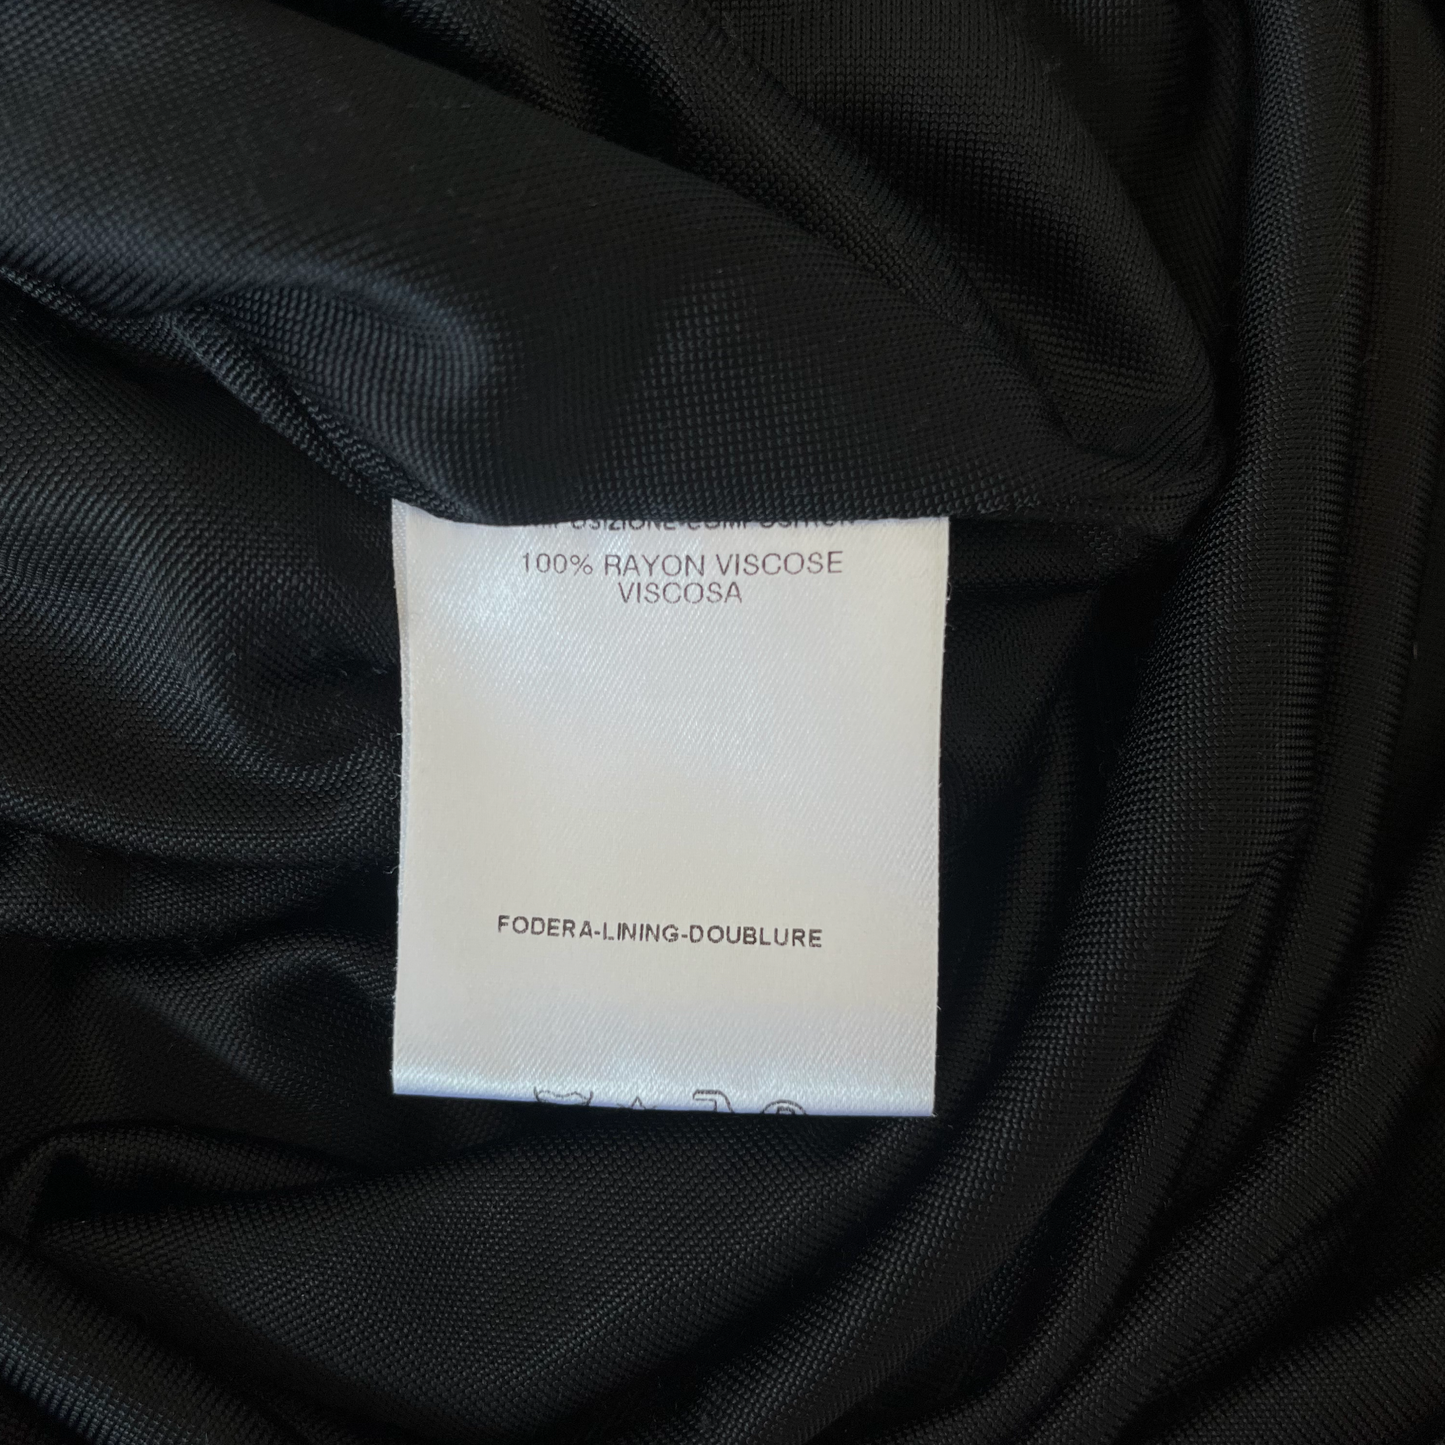 100% RAYON VISCOSE
VISCOSA
FODERA-LINING-DOUBLURE